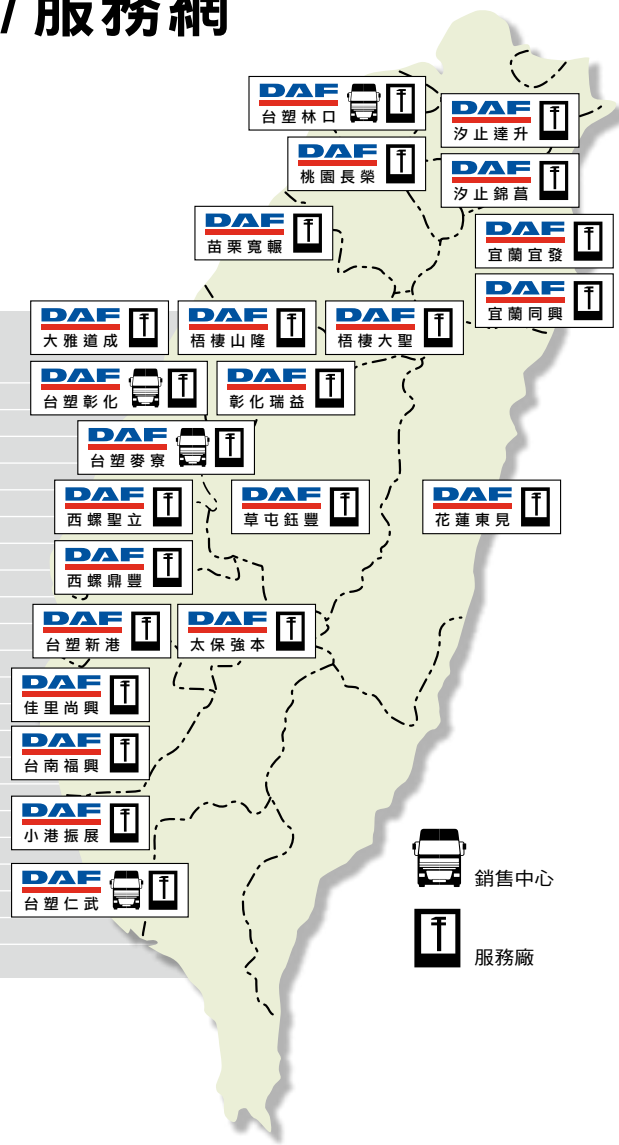 /服務網
DAF
台塑林口
DAF
汐止達升
DAF
桃園長榮
DAF
汐止錦菖
DAF
苗栗寬輾
DAF
宜蘭宜發
DAF
宜蘭同興
DAF
大雅道成
DAF
梧棲山隆
DAF
梧棲大聖
DAF
台塑彰化
DAF
彰化瑞益
DAF
台塑麥寮
DAF
西螺聖立
DAF
草屯鈺豐
DAF
花蓮東見
DAF
西螺鼎豐
DAF
台塑新港
DAF
太保強本
DAF
佳里尚興
DAF
台南福興
DAF
小港振展
DAF
台塑仁武
銷售中心
服務廠